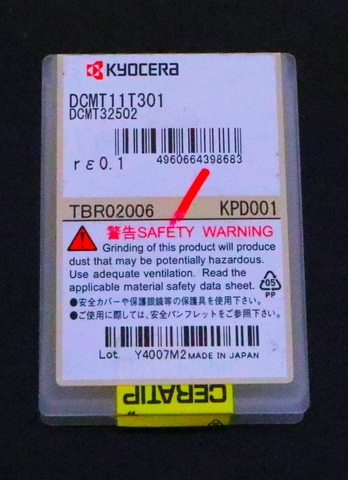 KYOCERA
DCMT11T301
DCMT32502
rε0.1
4960664398683
TBR02006 KPD001
警告SAFETY WARNING
Grinding of this product will produce
dust that may be potentially hazardous.
Use adequate ventilation. Read the
applicable material safety data sheet.
05
PP
●安全カバーや保護眼鏡等の保護具を使用下さい。
●ご使用に際しては、安全パンフレットをご参照下さい。
Lot. Y4007M2 MADE IN JAPAN
CERATIP